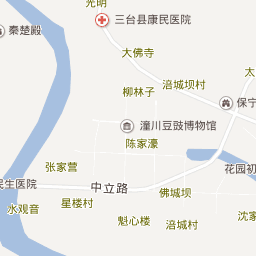 光明
秦楚殿
三台县康民医院
大佛寺
太
涪城坝村
柳林子
保宁
潼川豆豉博物馆
陈家濠
张家营
花园初
民生医院
中立路
佛城坝
星楼村
水观音
魁心楼
涪城村
沈家